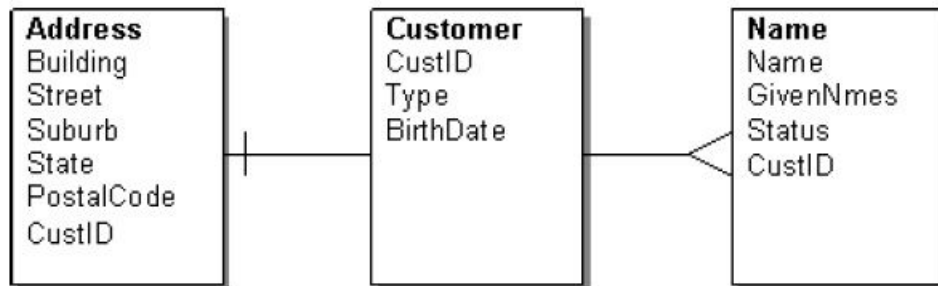 Address
Building
Street
Suburb
State
PostalCode
CustID
Customer
CustID
Type
BirthDate
Name
Name
GivenNmes
Status
CustID